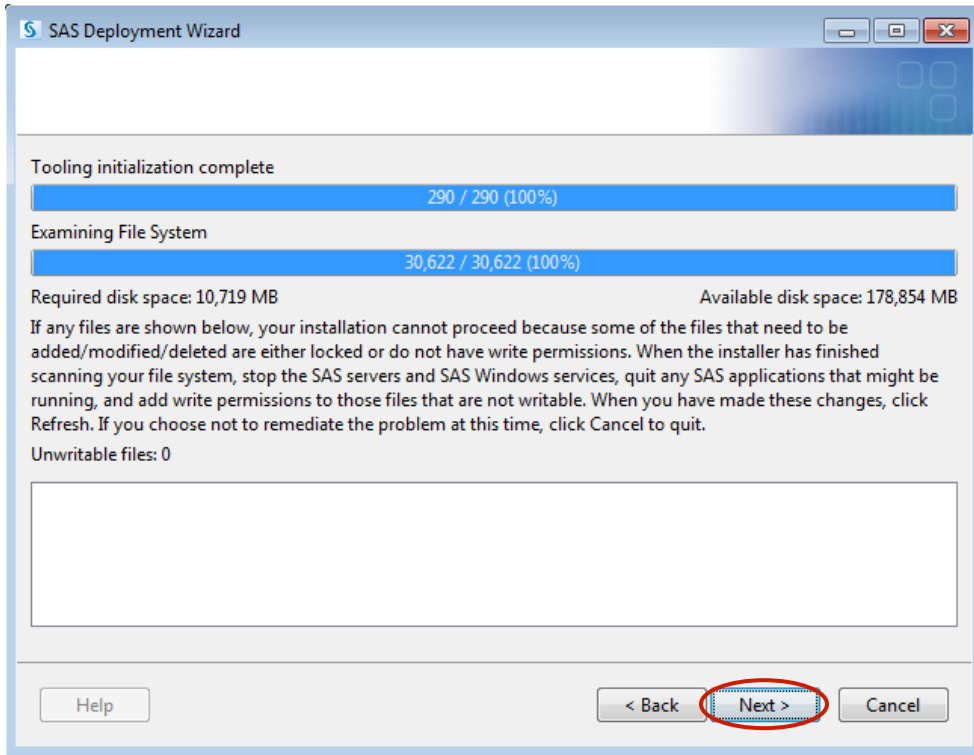 SAS Deployment Wizard
Tooling initialization complete
290 / 290 (100%)
Examining File System
30,622 / 30,622 (100%)
Required disk space: 10,719 MB
Available disk space: 178,854 MB
If any files are shown below, your installation cannot proceed because some of the files that need to be
added/modified/deleted are either locked or do not have write permissions. When the installer has finished
scanning your file system, stop the SAS servers and SAS Windows services, quit any SAS applications that might be
running, and add write permissions to those files that are not writable. When you have made these changes, click
Refresh. If you choose not to remediate the problem at this time, click Cancel to quit.
Unwritable files: 0
Help
< Back
Next >
Cancel